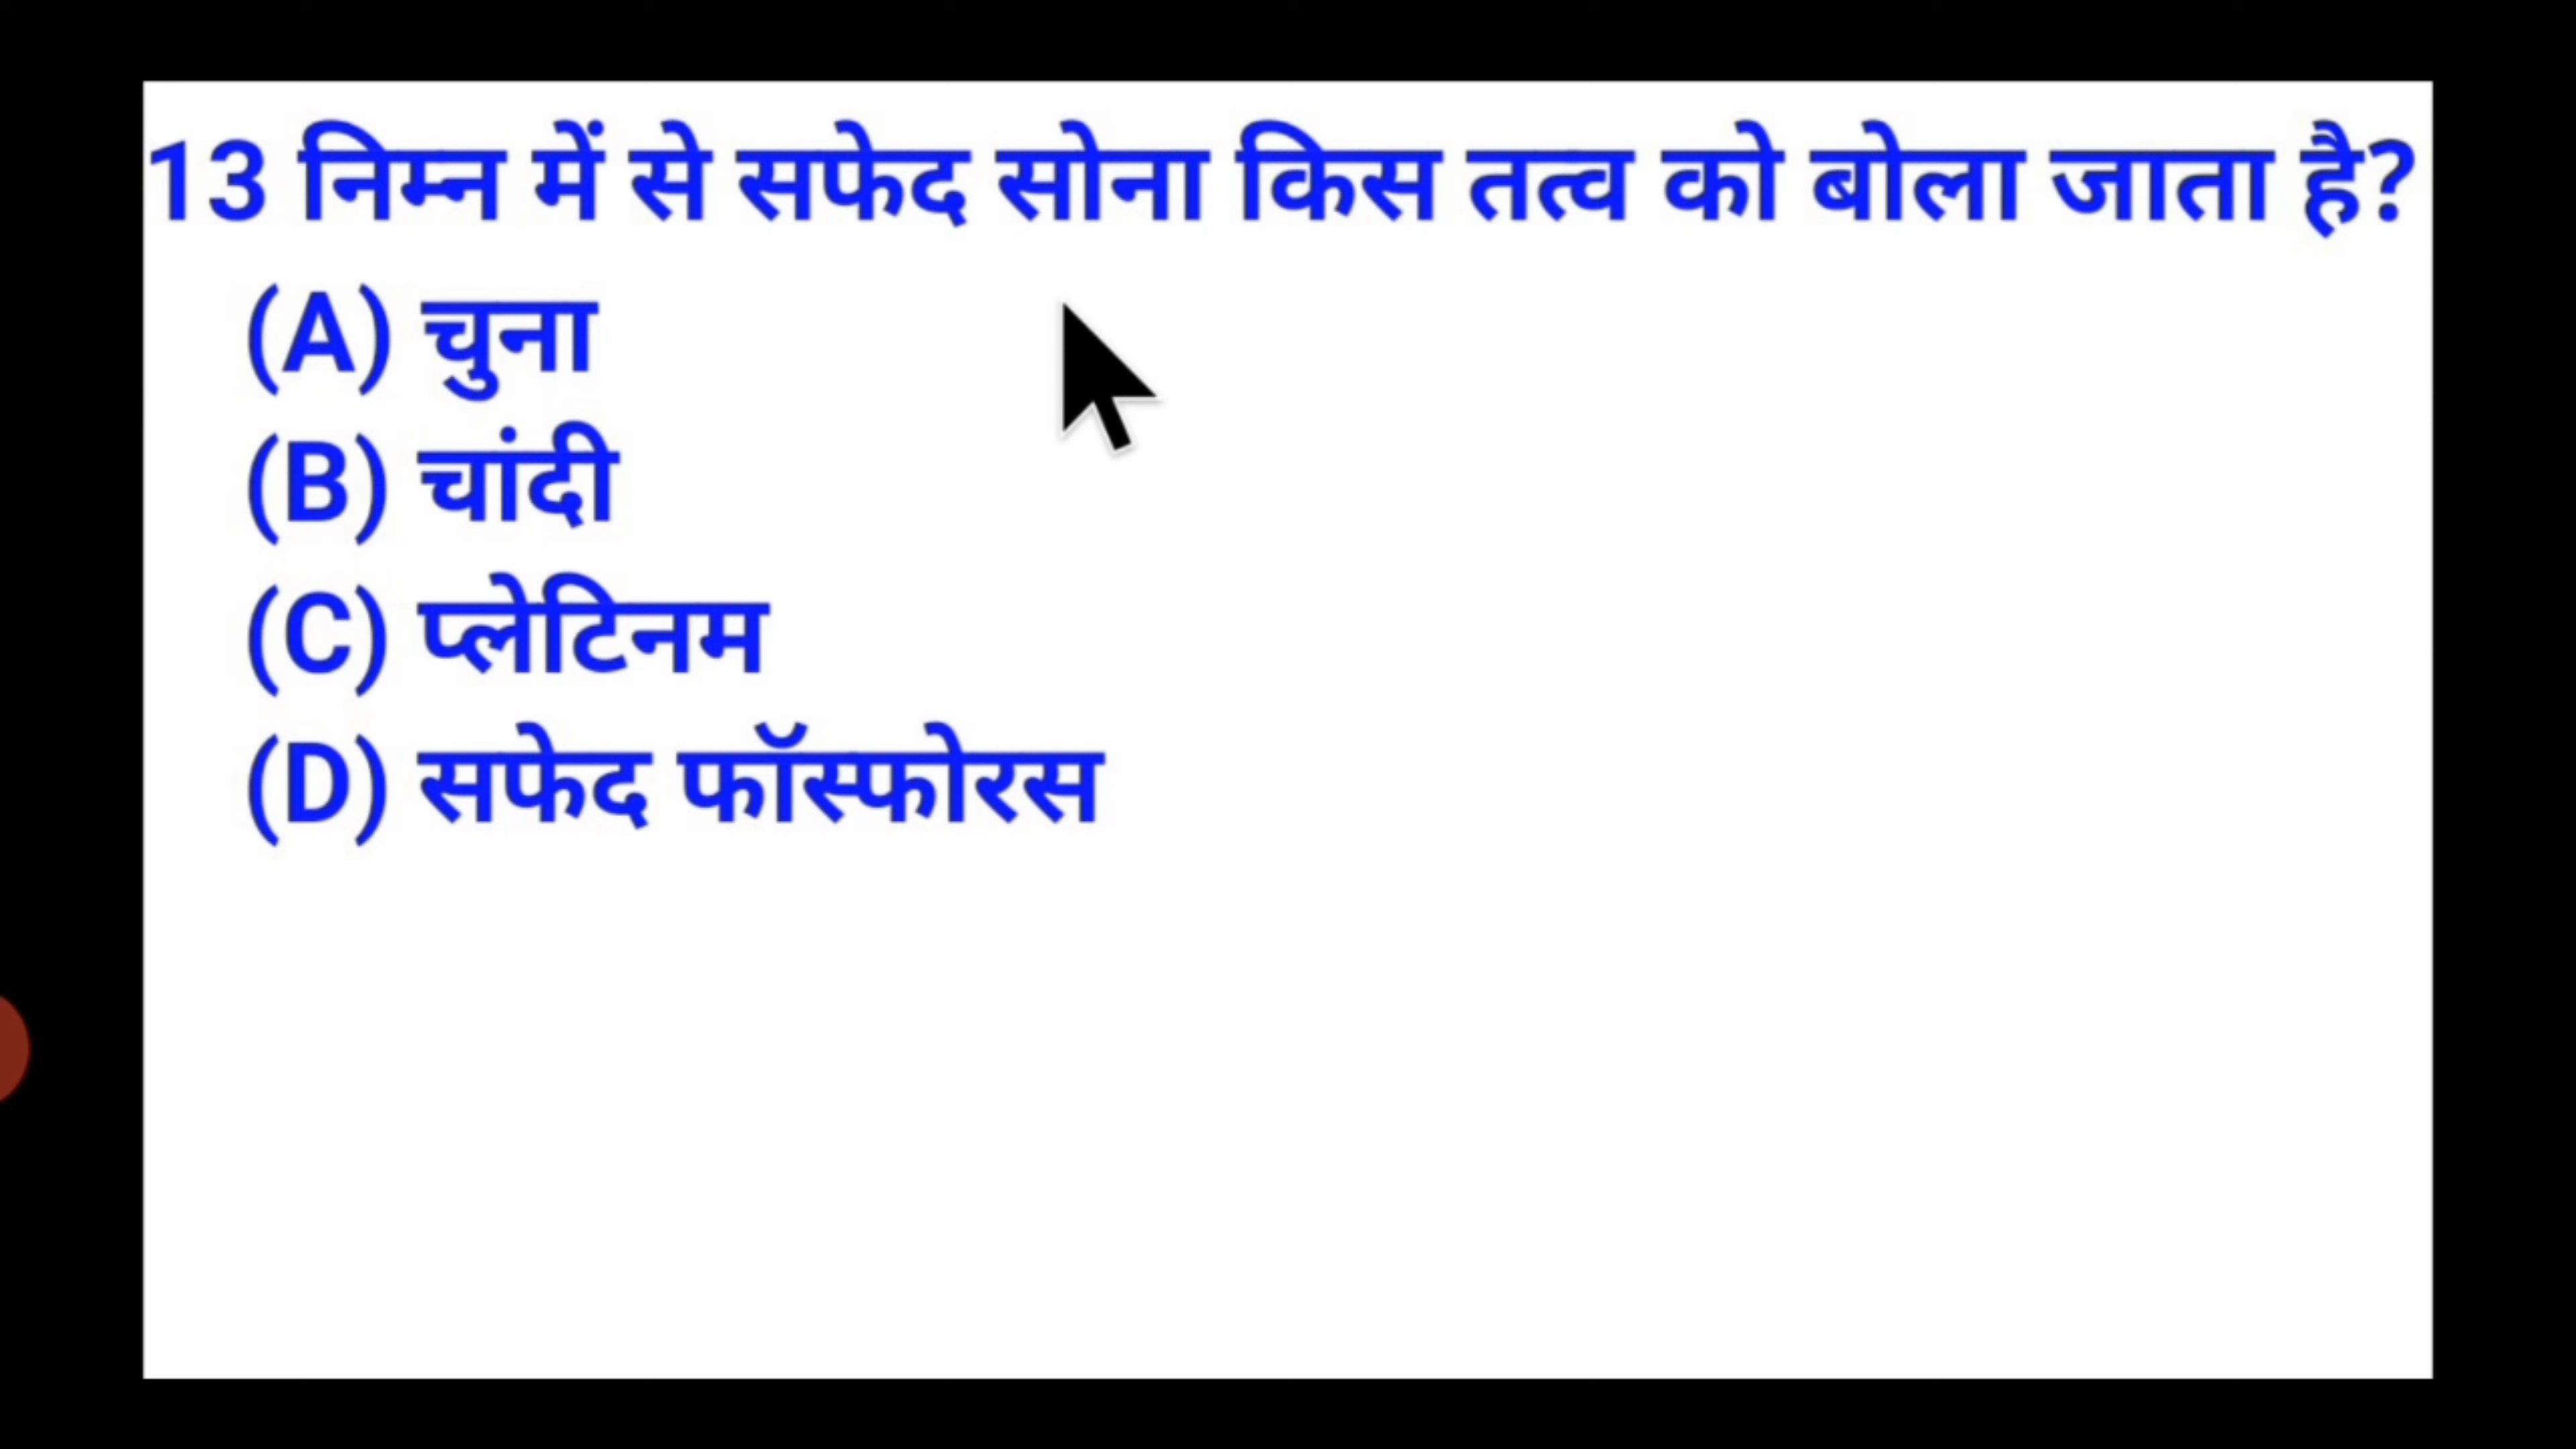 13 निम्न में से सफेद सोना किस तत्व को बोला जाता है?
(A) चुना
(B) चांदी
(C) प्लेटिनम
(D) सफेद फॉस्फोरस